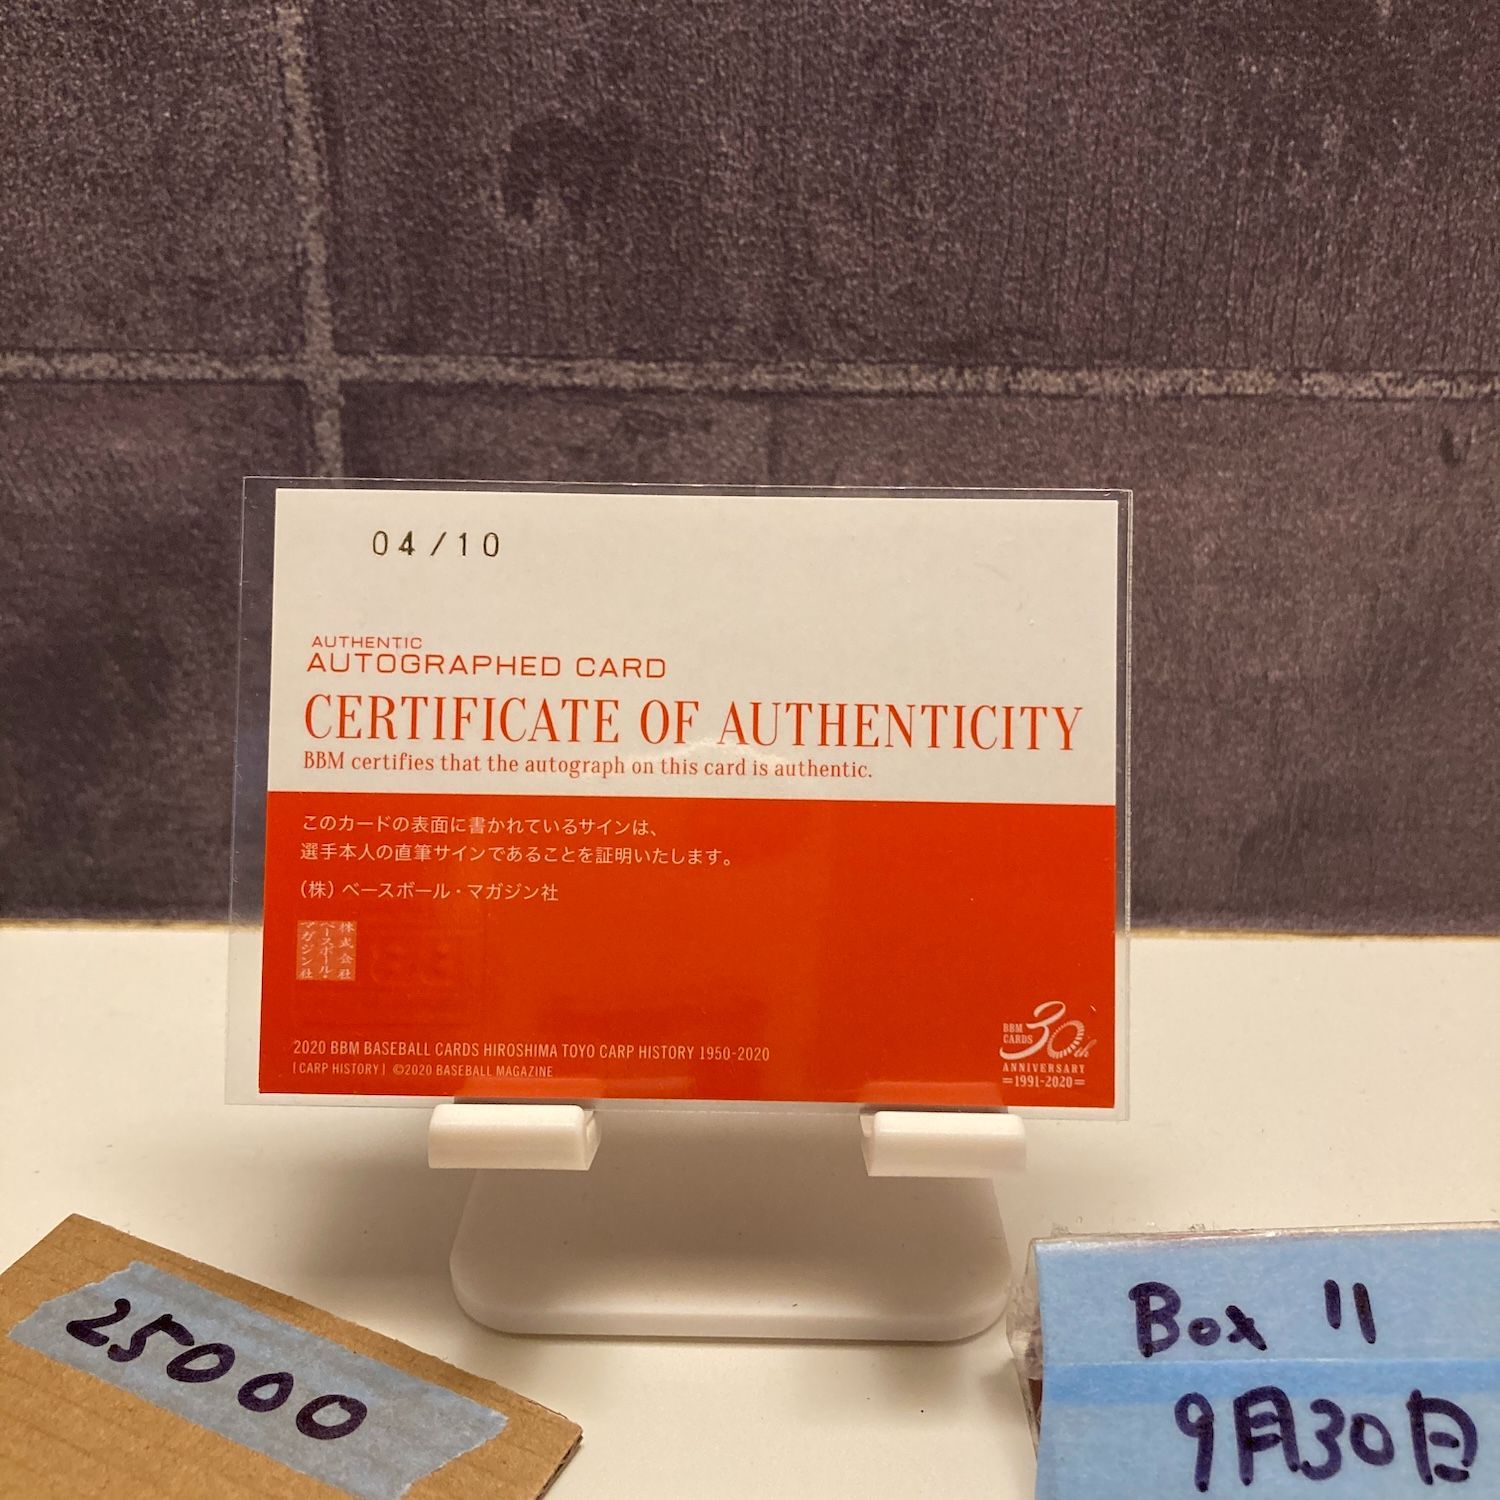 04/10
AUTHENTIC
AUTOGRAPHED CARD
CERTIFICATE OF AUTHENTICITY
BBM certifies that the autograph on this card is authentic.
このカードの表面に書かれているサインは、
選手本人の直筆サインであることを証明いたします。
(株)ベースボール・マガジン社
株式会社
ベースボール・
マガジン社
2020 BBM BASEBALL CARDS HIROSHIMA TOYO CARP HISTORY 1950-2020
[CARP HISTORY] ©2020 BASEBALL MAGAZINE
BBM
CARDS
30th
ANNIVERSARY
=1991-2020=
25000
Box 11
9月30日